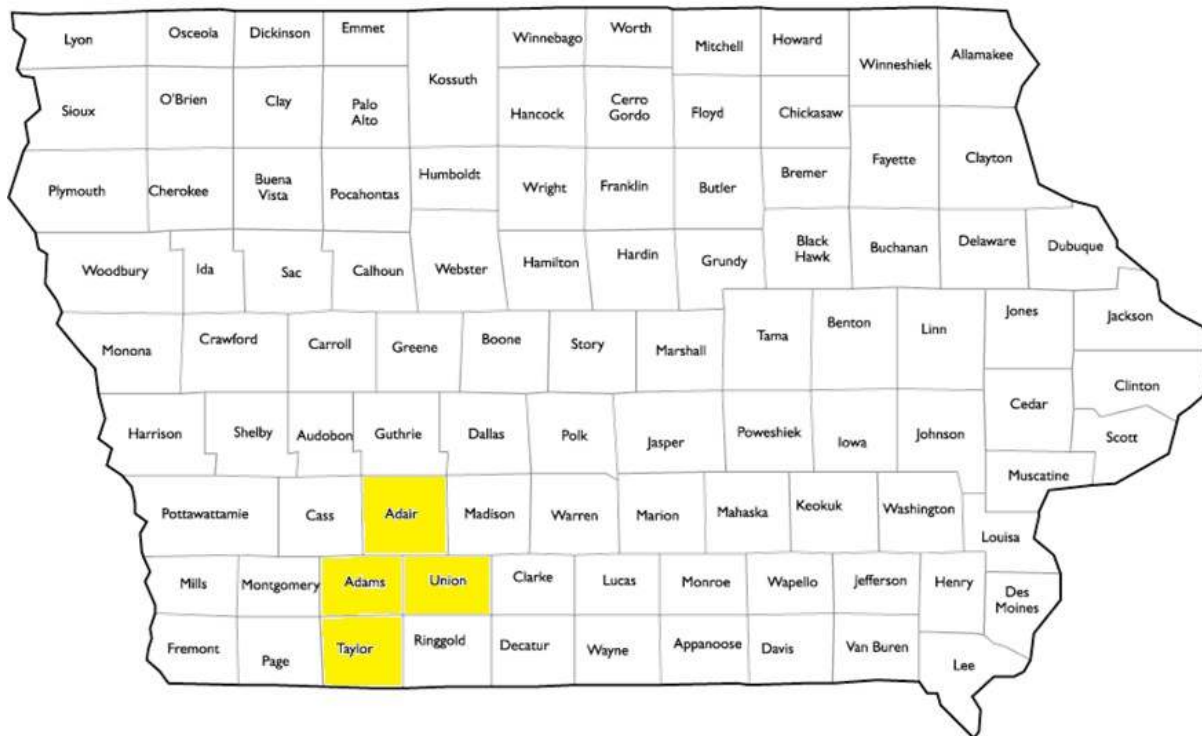 Lyon
Osceola
Dickinson
Emmet
Kossuth
Winnebago
Worth
Mitchell
Howard
Winneshiek
Allamakee
Sioux
O'Brien
Clay
Palo
Alto
Hancock
Cerro
Gordo
Floyd
Chickasaw
Fayette
Clayton
Plymouth
Cherokee
Buena
Vista
Pocahontas
Humboldt
Wright
Franklin
Butler
Bremer
Woodbury
Ida
Sac
Calhoun
Webster
Hamilton
Hardin
Grundy
Black
Hawk
Buchanan
Delaware
Dubuque
Monona
Crawford
Carroll
Greene
Boone
Story
Marshall
Tama
Benton
Linn
Jones
Jackson
Clinton
Harrison
Shelby
Audobon
Guthrie
Dallas
Polk
Jasper
Poweshiek
Iowa
Johnson
Cedar
Scott
Muscatine
Pottawattamie
Cass
Adair
Madison
Warren
Marion
Mahaska
Keokuk
Washington
Louisa
Mills
Montgomery
Adams
Union
Clarke
Lucas
Monroe
Wapello
Jefferson
Henry
Des
Moines
Fremont
Page
Taylor
Ringgold
Decatur
Wayne
Appanoose
Davis
Van Buren
Lee